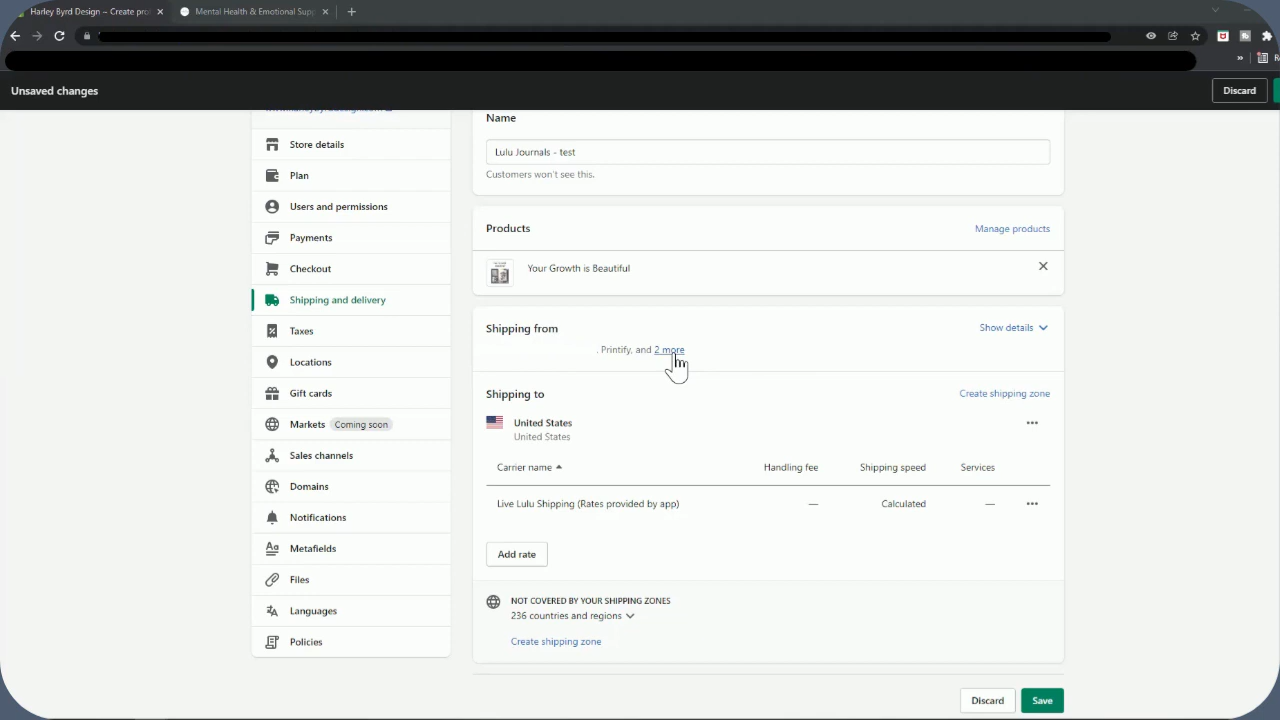 Harley Byrd Design ~ Create pro
Mental Health & Emotional Supp
Unsaved changes
Discard
Store details
Plan
Users and permissions
Payments
Checkout
Shipping and delivery
Taxes
Locations
Gift cards
Markets Coming soon
Sales channels
Domains
Notifications
Metafields
Files
Languages
Policies
Name
Lulu Journals - test
Customers won't see this.
Products
Manage products
Your Growth is Beautiful
Shipping from
Show details
, Printify, and 2 more
Shipping to
Create shipping zone
United States
United States
Carrier name
Handling fee
Shipping speed
Services
Live Lulu Shipping (Rates provided by app)
—
Calculated
—
Add rate
NOT COVERED BY YOUR SHIPPING ZONES
236 countries and regions
Create shipping zone
Discard
Save